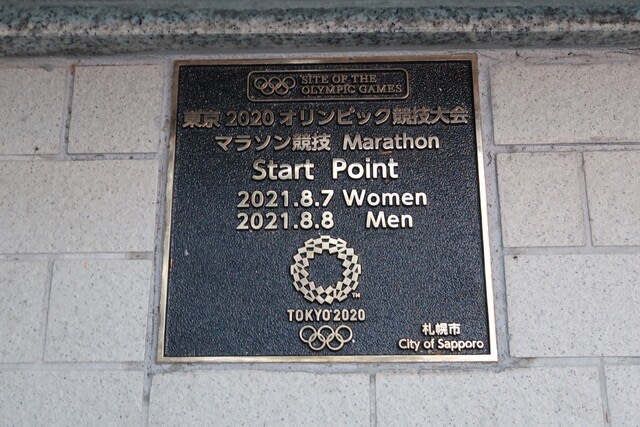 SITE OF THE
OLYMPIC GAMES
東京 2020 オリンピック競技大会
マラソン競技 Marathon
Start Point
2021.8.7 Women
2021.8.8 Men
TM
TOKYO 2020
札幌市
City of Sapporo